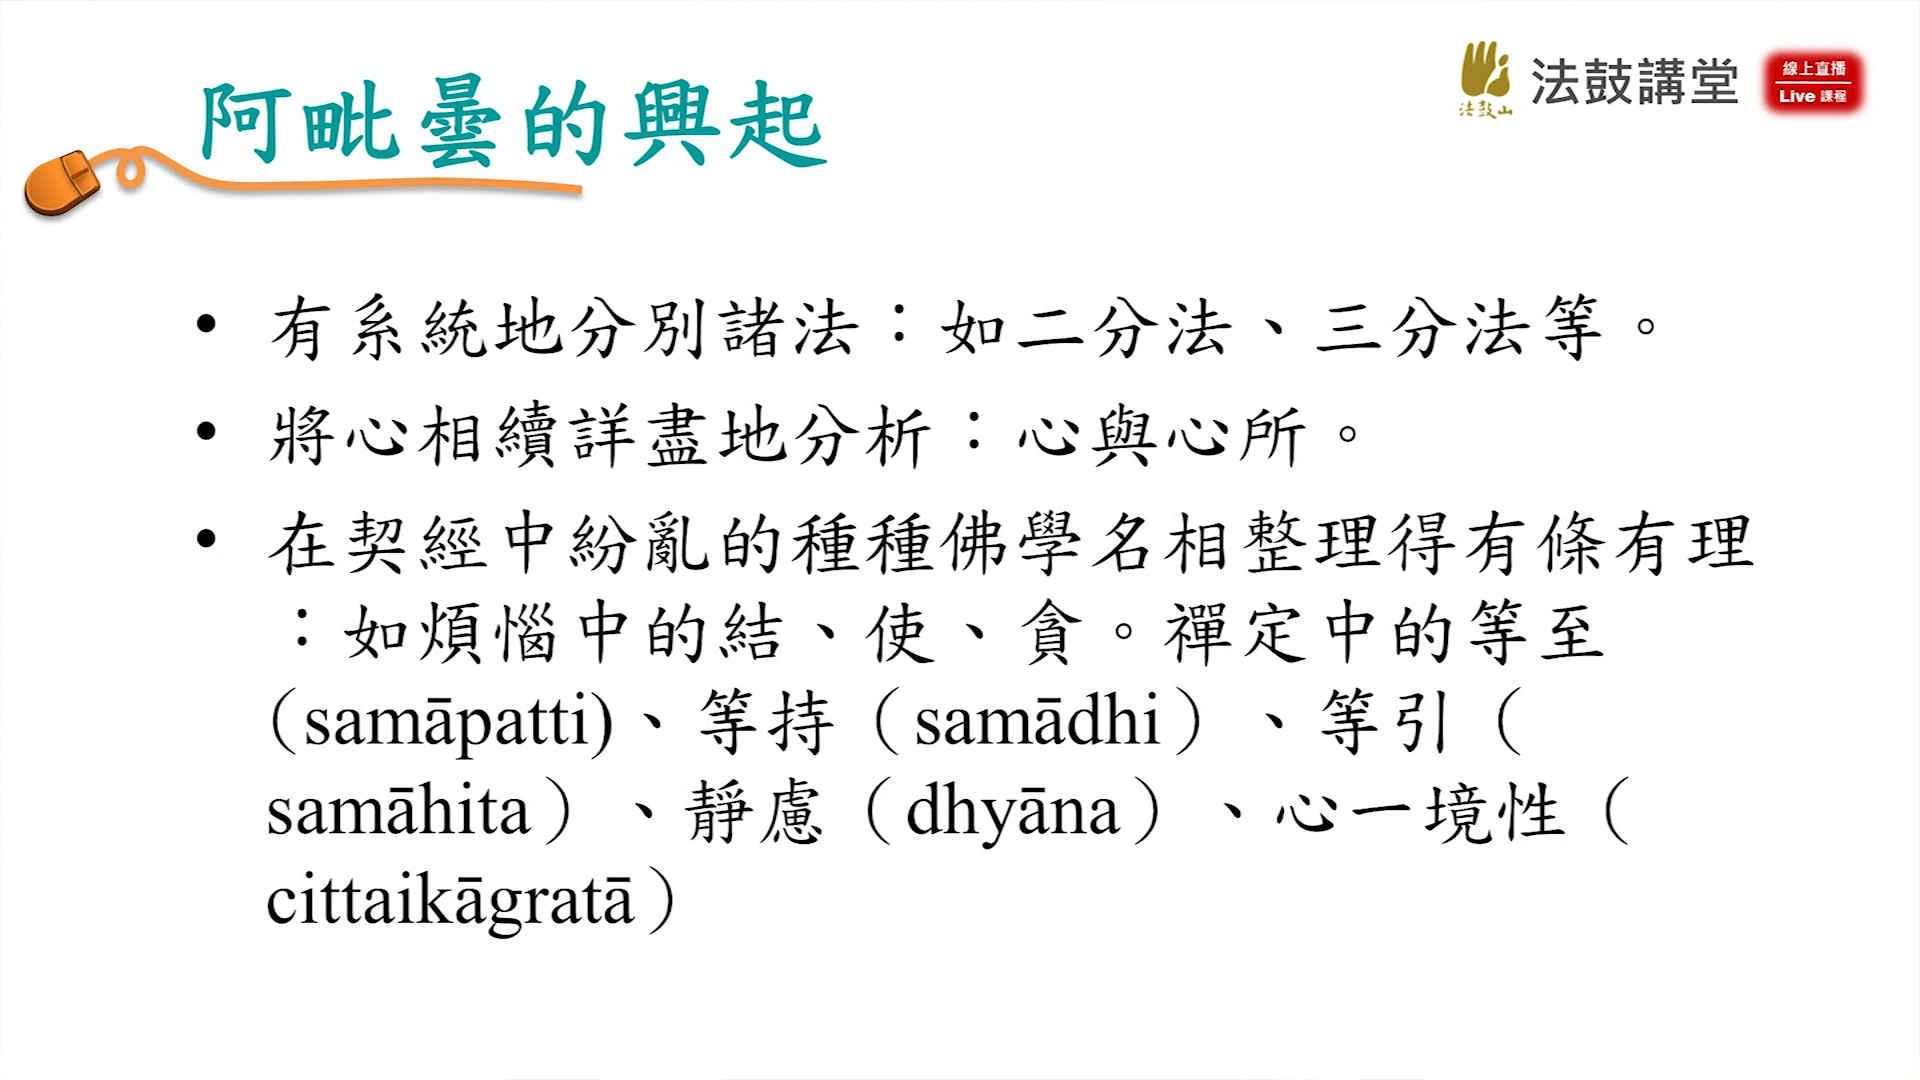 阿毗曇的興起
法鼓山
法鼓講堂
線上直播
Live 課程
• 有系統地分別諸法：如二分法、三分法等。
• 將心相續詳盡地分析：心與心所。
• 在契經中紛亂的種種佛學名相整理得有條有理
：如煩惱中的結、使、貪。禪定中的等至
（samāpatti)、等持（samādhi）、等引（
samāhita）、靜慮（dhyāna）、心一境性（
cittaikāgratā）